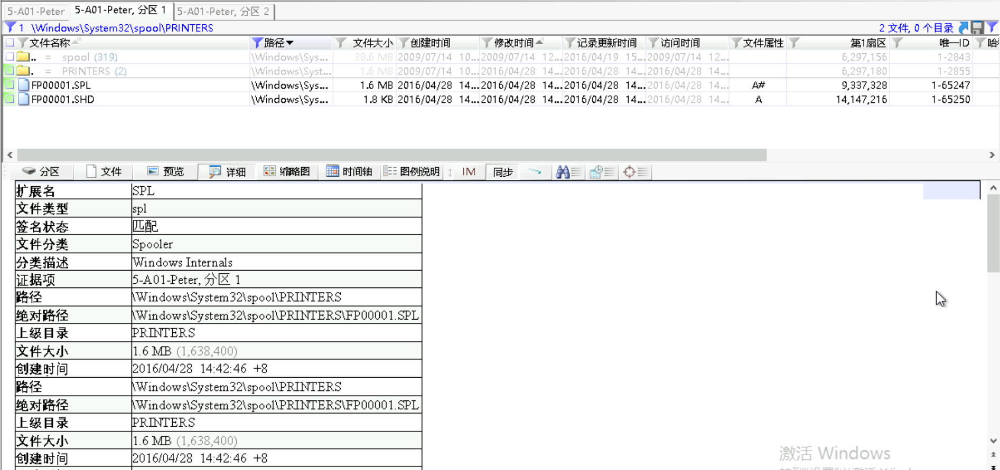 5-A01-Peter 5-A01-Peter, 分区 1 5-A01-Peter, 分区 2
1 \Windows\System32\spool\PRINTERS 2 文件, 0 个目录
文件名称 路径 文件大小 创建时间 修改时间 记录更新时间 访问时间 文件属性 第1扇区 唯一ID
.. = spool (319) \Windows\Sys... 38.6 MB 2009/07/14 10... 2009/07/14 12... 2016/04/19 15... 2009/07/14 12... 6,297,156 1-2843
. = PRINTERS (2) \Windows\Syst... 1.6 MB 2009/07/14 10... 2016/04/28 14... 2016/04/28 14... 2016/04/28 14... 6,297,180 1-2855
FP00001.SPL \Windows\Sys... 1.6 MB 2016/04/28 14... 2016/04/28 14... 2016/04/28 14... 2016/04/28 14... A# 9,337,328 1-65247
FP00001.SHD \Windows\Sys... 1.8 KB 2016/04/28 14... 2016/04/28 14... 2016/04/28 14... 2016/04/28 14... A 14,147,216 1-65250
分区 文件 预览 详细 缩略图 时间轴 图例说明 IM 同步
扩展名 SPL
文件类型 spl
签名状态 匹配
文件分类 Spooler
分类描述 Windows Internals
证据项 5-A01-Peter, 分区 1
路径 \Windows\System32\spool\PRINTERS
绝对路径 \Windows\System32\spool\PRINTERS\FP00001.SPL
上级目录 PRINTERS
文件大小 1.6 MB (1,638,400)
创建时间 2016/04/28 14:42:46 +8
路径 \Windows\System32\spool\PRINTERS
绝对路径 \Windows\System32\spool\PRINTERS\FP00001.SPL
上级目录 PRINTERS
文件大小 1.6 MB (1,638,400)
创建时间 2016/04/28 14:42:46 +8
激活 Windows